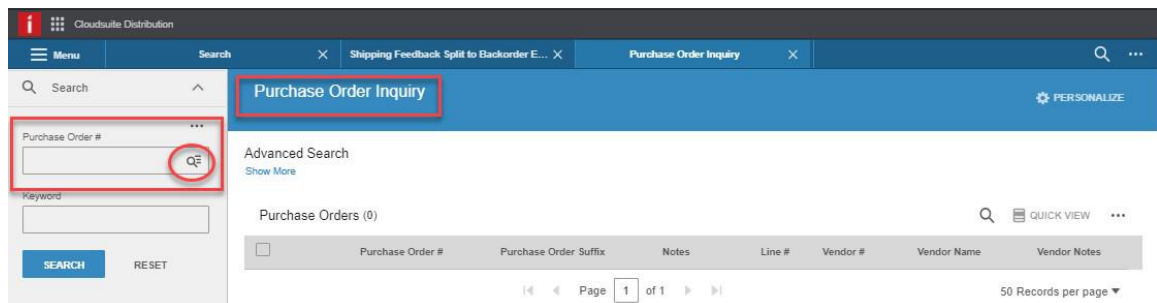 Cloudsuite Distribution
Menu
Search
Shipping Feedback Split to Backorder E...
Purchase Order Inquiry
Search
Purchase Order Inquiry
PERSONALIZE
Purchase Order #
Advanced Search
Show More
Keyword
Purchase Orders (0)
QUICK VIEW
SEARCH
RESET
Purchase Order #
Purchase Order Suffix
Notes
Line #
Vendor #
Vendor Name
Vendor Notes
Page 1 of 1
50 Records per page